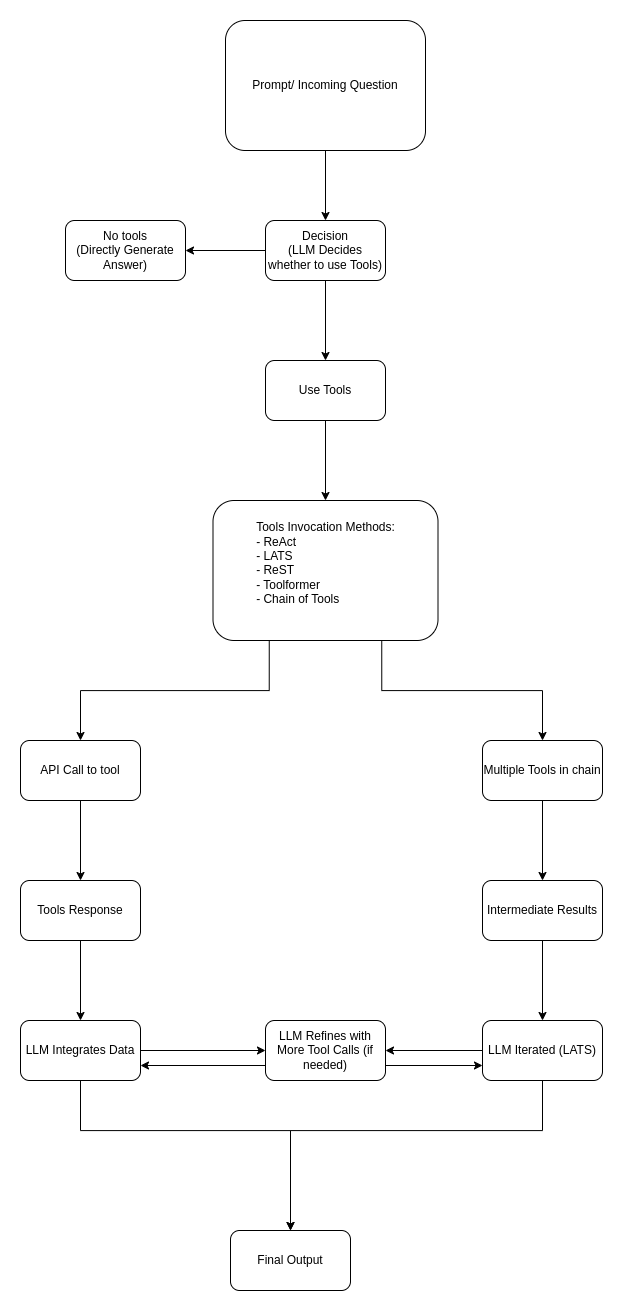 Prompt/ Incoming Question
No tools
(Directly Generate
Answer)
Decision
(LLM Decides
whether to use Tools)
Use Tools
Tools Invocation Methods:
- ReAct
- LATS
- ReST
- Toolformer
- Chain of Tools
API Call to tool
Multiple Tools in chain
Tools Response
Intermediate Results
LLM Integrates Data
LLM Refines with
More Tool Calls (if
needed)
LLM Iterated (LATS)
Final Output